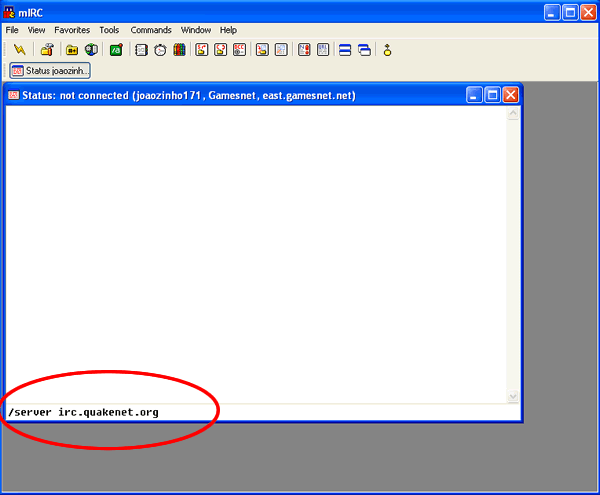 mIRC
File View Favorites Tools Commands Window Help
Status joaozinh...
Status: not connected (joaozinho171, Gamesnet, east.gamesnet.net)
/server irc.quakenet.org